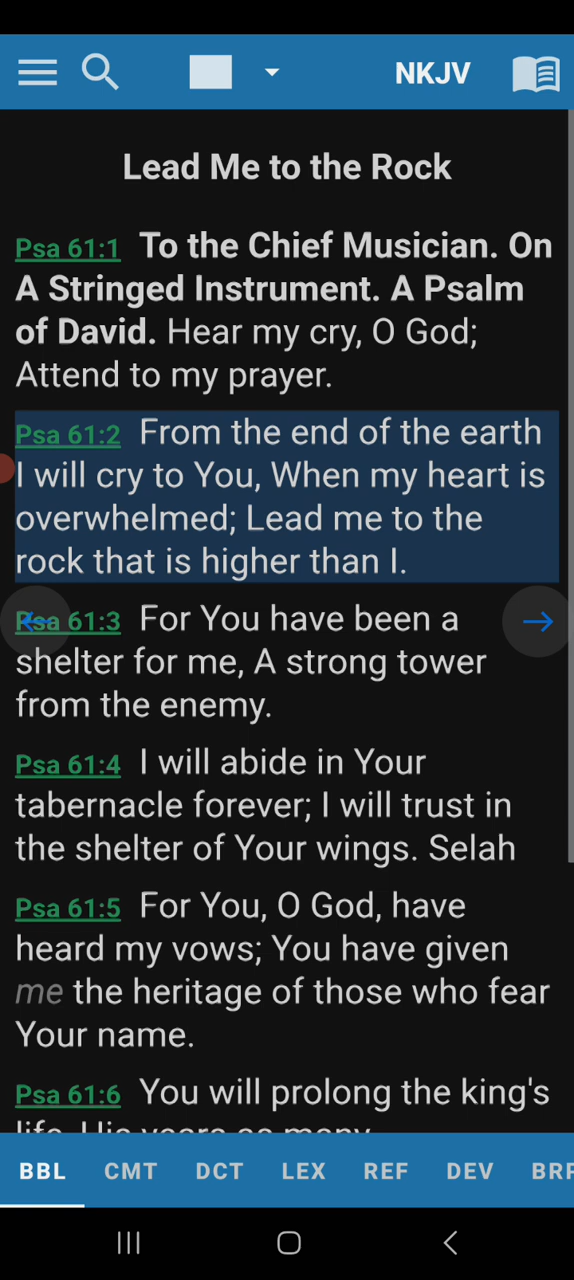 NKJV
Lead Me to the Rock
Psa 61:1 To the Chief Musician. On
A Stringed Instrument. A Psalm
of David. Hear my cry, O God;
Attend to my prayer.
Psa 61:2 From the end of the earth
I will cry to You, When my heart is
overwhelmed; Lead me to the
rock that is higher than I.
Psa 61:3 For You have been a
shelter for me, A strong tower
from the enemy.
Psa 61:4 I will abide in Your
tabernacle forever; I will trust in
the shelter of Your wings. Selah
Psa 61:5 For You, O God, have
heard my vows; You have given
me the heritage of those who fear
Your name.
Psa 61:6 You will prolong the king's
life, His years as many
BBL CMT DCT LEX REF DEV BRP